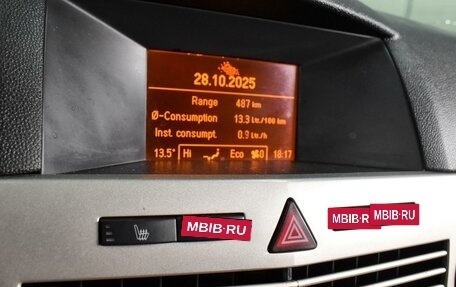 28.10.2025
Range 487 km
Ø-Consumption 13.3 Ltr./100 km
Inst. consumpt. 0.9 Ltr./h
13.5° Hi Eco 18:17
MBIB·RU
MBIB·R MBIB·RU